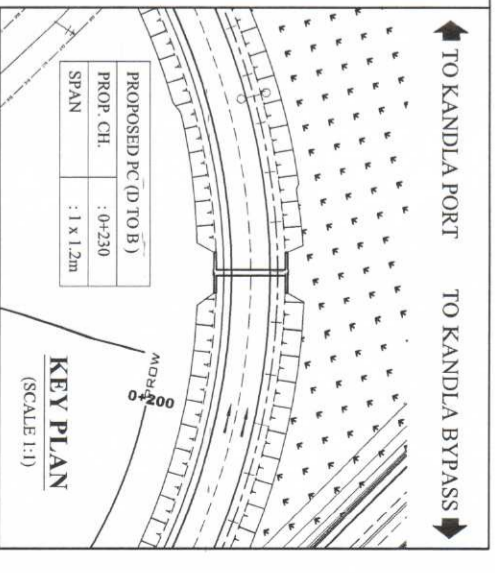 TO KANDLA PORT
TO KANDLA BYPASS
PROPOSED PC (D TO B)
PROP. CH. : 0+230
SPAN : 1 x 1.2m
PROW
0+200
KEY PLAN
(SCALE 1:1)